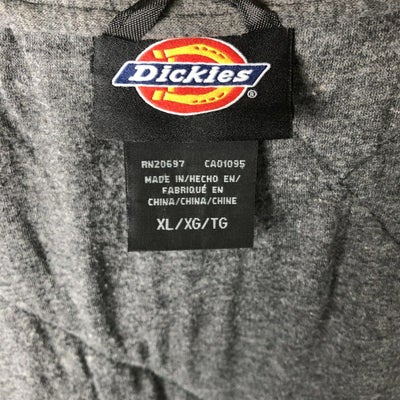 Dickies
®
RN20697 CA01095
MADE IN/HECHO EN/
FABRIQUÉ EN
CHINA/CHINA/CHINE
XL/XG/TG